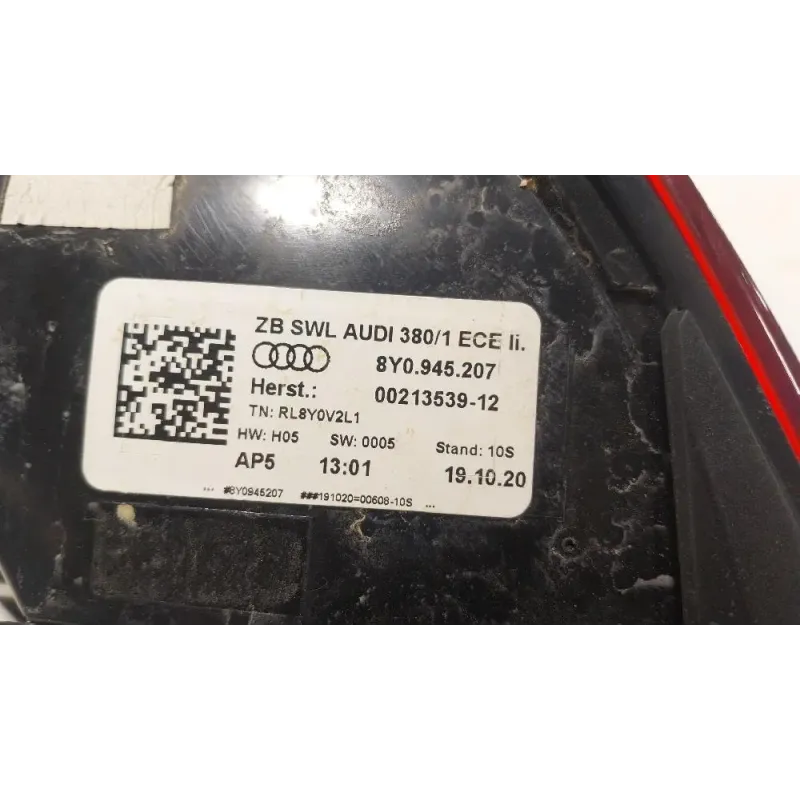 ZB SWL AUDI 380/1 ECE li.
8Y0.945.207
Herst.: 00213539-12
TN: RL8Y0V2L1
HW: H05 SW: 0005 Stand: 10S
AP5 13:01 19.10.20
... #8Y0945207 ###191020=00608-10S ...